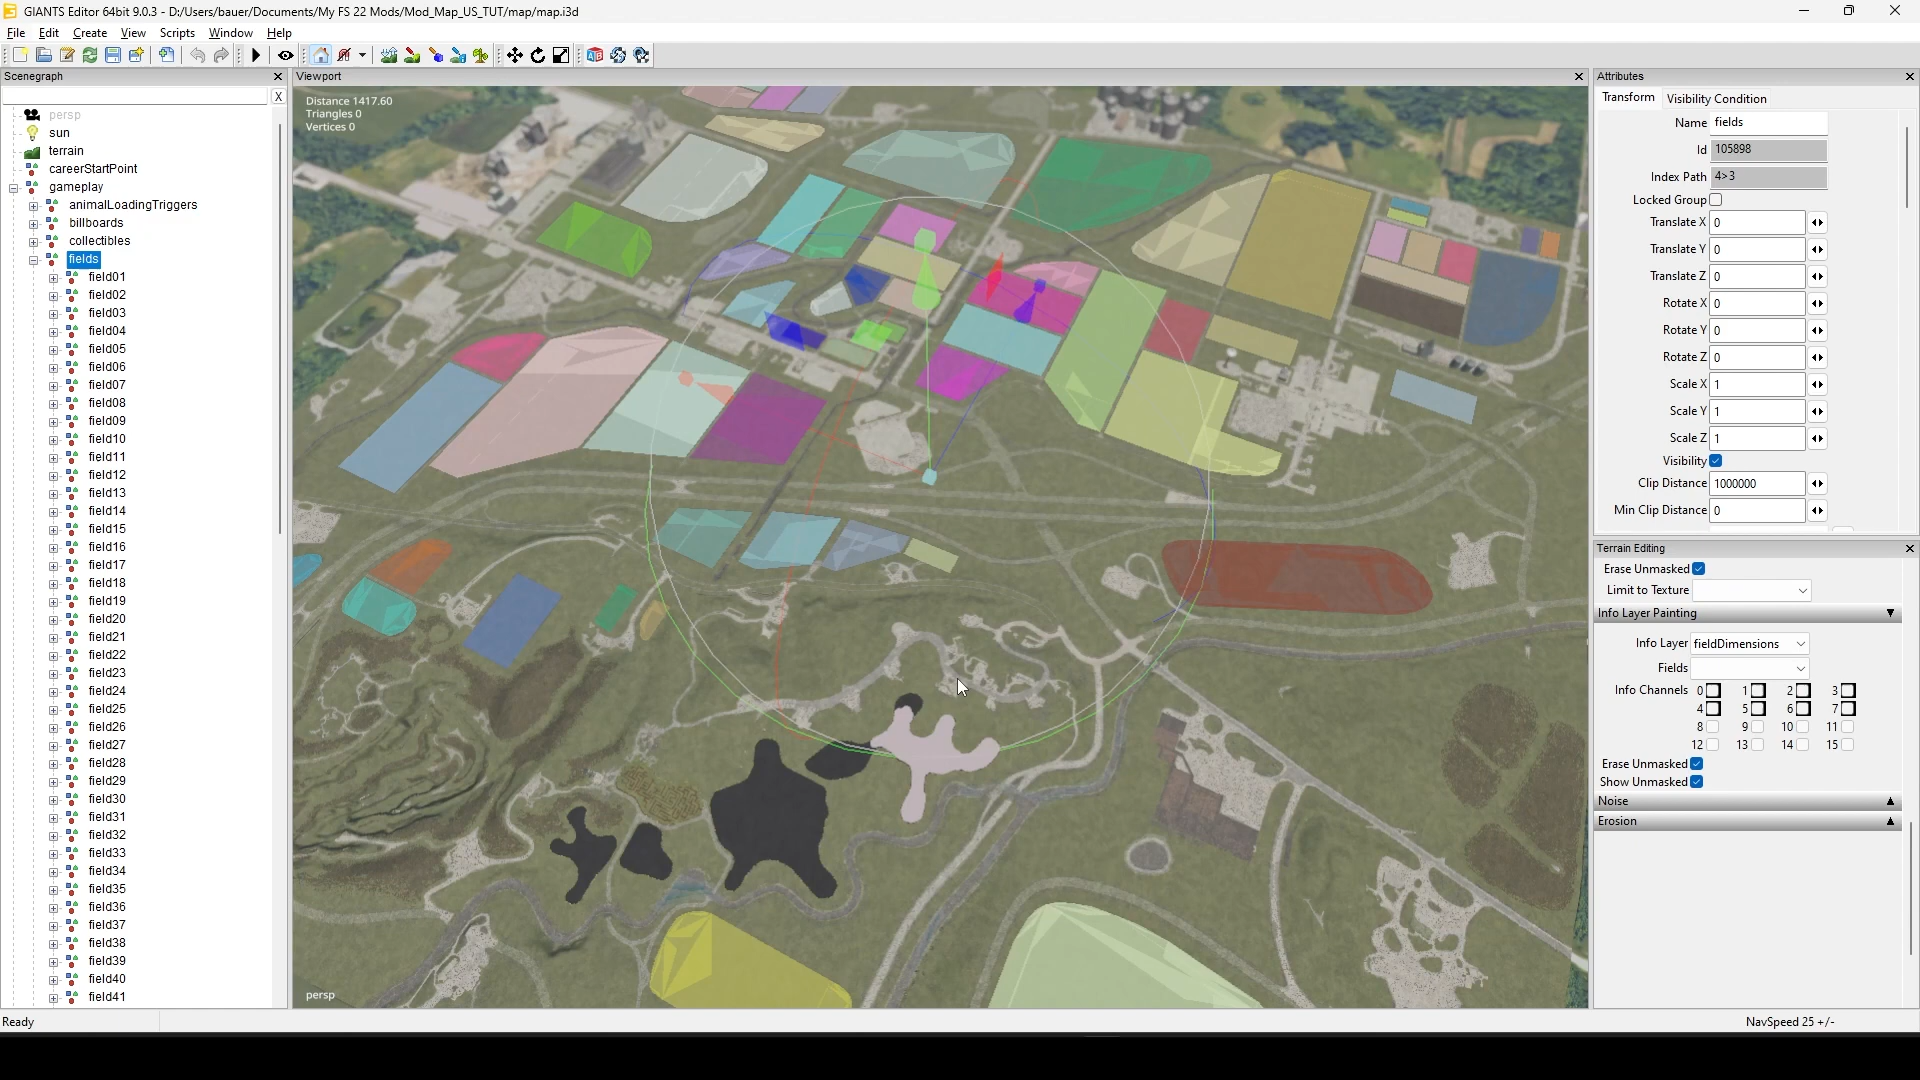 GIANTS Editor 64bit 9.0.3 - D:/Users/bauer/Documents/My FS 22 Mods/Mod_Map_US_TUT/map/map.i3d
File Edit Create View Scripts Window Help
Scenegraph
X
persp
sun
terrain
careerStartPoint
gameplay
animalLoadingTriggers
billboards
collectibles
fields
field01
field02
field03
field04
field05
field06
field07
field08
field09
field10
field11
field12
field13
field14
field15
field16
field17
field18
field19
field20
field21
field22
field23
field24
field25
field26
field27
field28
field29
field30
field31
field32
field33
field34
field35
field36
field37
field38
field39
field40
field41
Viewport
Distance 1417.60
Triangles 0
Vertices 0
persp
Attributes
Transform Visibility Condition
Name fields
Id 105898
Index Path 4>3
Locked Group
Translate X 0
Translate Y 0
Translate Z 0
Rotate X 0
Rotate Y 0
Rotate Z 0
Scale X 1
Scale Y 1
Scale Z 1
Visibility
Clip Distance 1000000
Min Clip Distance 0
Terrain Editing
Erase Unmasked
Limit to Texture
Info Layer Painting
Info Layer fieldDimensions
Fields
Info Channels 0 1 2 3
4 5 6 7
8 9 10 11
12 13 14 15
Erase Unmasked
Show Unmasked
Noise
Erosion
Ready
NavSpeed 25 +/-